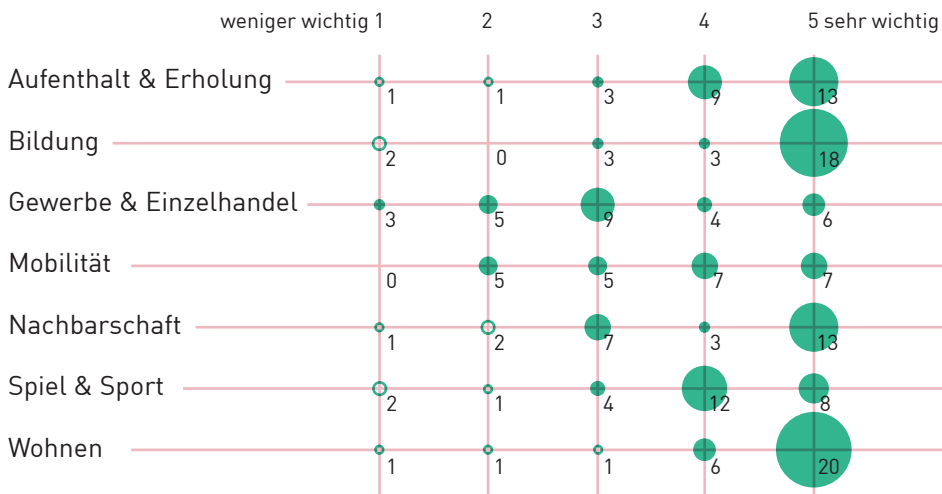 weniger wichtig 1 2 3 4 5 sehr wichtig
Aufenthalt & Erholung 1 1 3 9 13
Bildung 2 0 3 3 18
Gewerbe & Einzelhandel 3 5 9 4 6
Mobilität 0 5 5 7 7
Nachbarschaft 1 2 7 3 13
Spiel & Sport 2 1 4 12 8
Wohnen 1 1 1 6 20